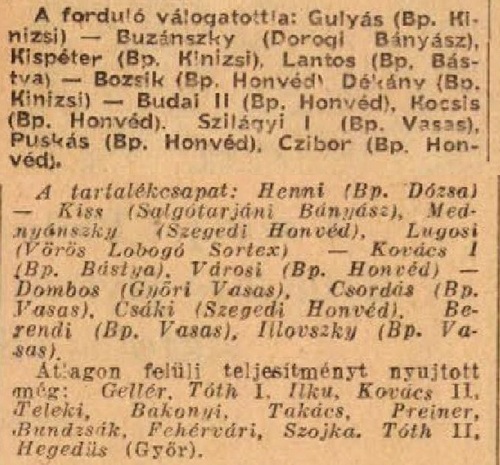 A forduló válogatottja: Gulyás (Bp. Ki-
nizsi) — Buzánszky (Dorogi Bányász),
Kispéter (Bp. Kinizsi), Lantos (Bp. Bás-
tya) — Bozsik (Bp. Honvéd) Dékány (Bp.
Kinizsi) — Budai II (Bp. Honvéd), Kocsis
(Bp. Honvéd). Szilágyi I (Bp. Vasas),
Puskás (Bp. Honvéd), Czibor (Bp. Hon-
véd).
A tartalékcsapat: Henni (Bp. Dózsa)
— Kiss (Salgótarjáni Bányász), Med-
nyánszky (Szegedi Honvéd), Lugosi
(Vörös Lobogó Sortex) — Kovács I
(Bp. Bástya), Városi (Bp. Honvéd) —
Dombos (Győri Vasas), Csordás (Bp.
Vasas), Csáki (Szegedi Honvéd), Be-
rendi (Bp. Vasas), Illovszky (Bp. Va-
sas).
Átlagon felüli teljesítményt nyujtott
még: Gellér, Tóth I, Ilku, Kovács II,
Teleki, Bakonyi, Takács, Preiner,
Bundzsák, Fehérvári, Szojka, Tóth II,
Hegedüs (Győr).